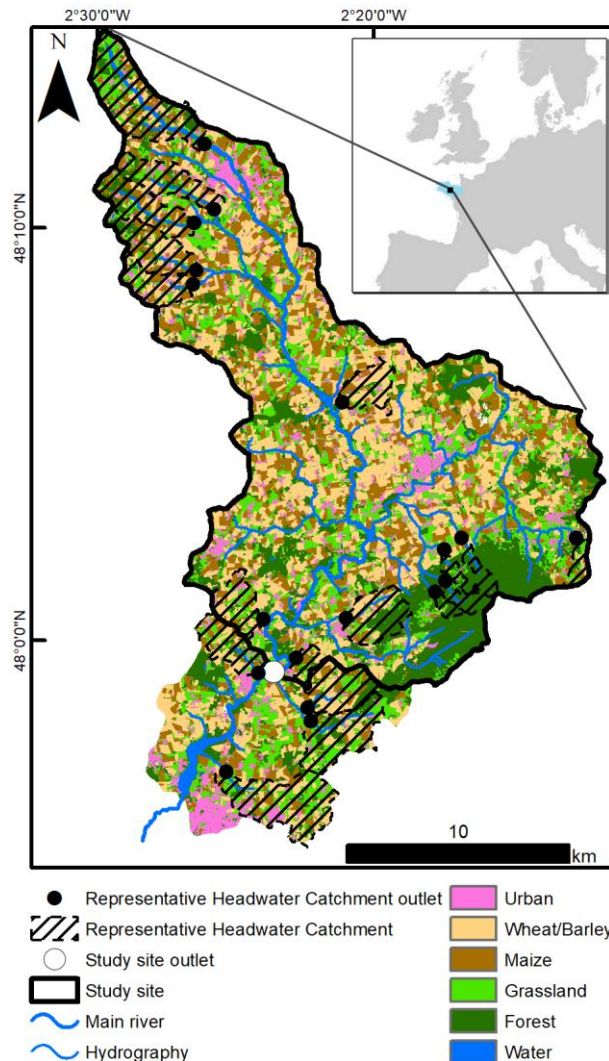 2°30'0"W 2°20'0"W
N
48°10'0"N
48°0'0"N
10
km
Representative Headwater Catchment outlet
Representative Headwater Catchment
Study site outlet
Study site
Main river
Hydrography
Urban
Wheat/Barley
Maize
Grassland
Forest
Water